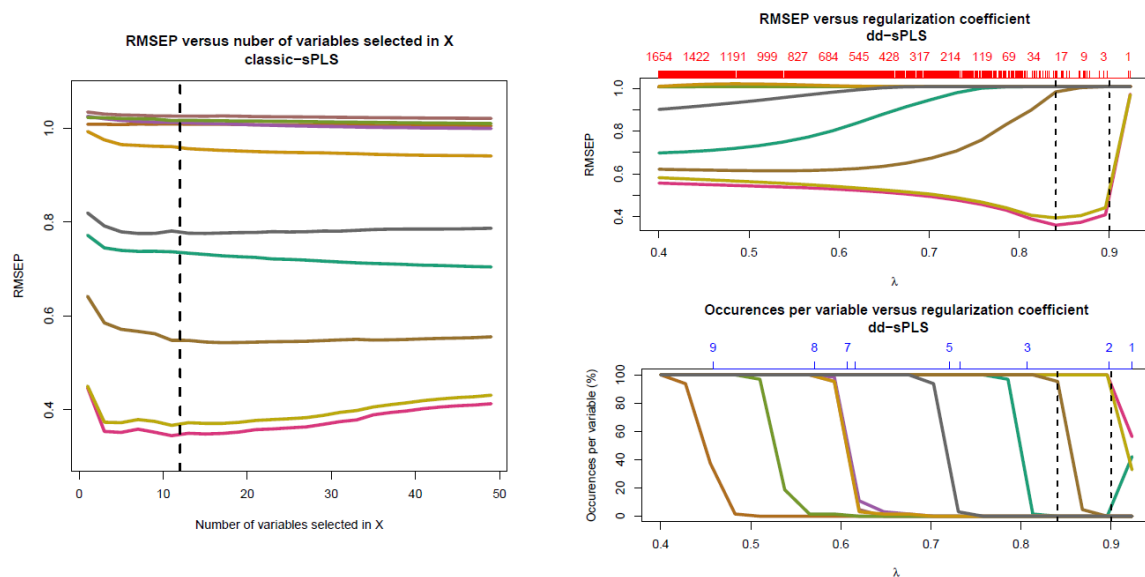 RMSEP versus nuber of variables selected in X
classic-sPLS
RMSEP
1.0
0.8
0.6
0.4
0 10 20 30 40 50
Number of variables selected in X
RMSEP versus regularization coefficient
dd-sPLS
1654 1422 1191 999 827 684 545 428 317 214 119 69 34 17 9 3 1
RMSEP
1.0
0.8
0.6
0.4
0.4 0.5 0.6 0.7 0.8 0.9
λ
Occurences per variable versus regularization coefficient
dd-sPLS
9 8 7 5 3 2 1
Occurences per variable (%)
100
80
60
40
20
0
0.4 0.5 0.6 0.7 0.8 0.9
λ